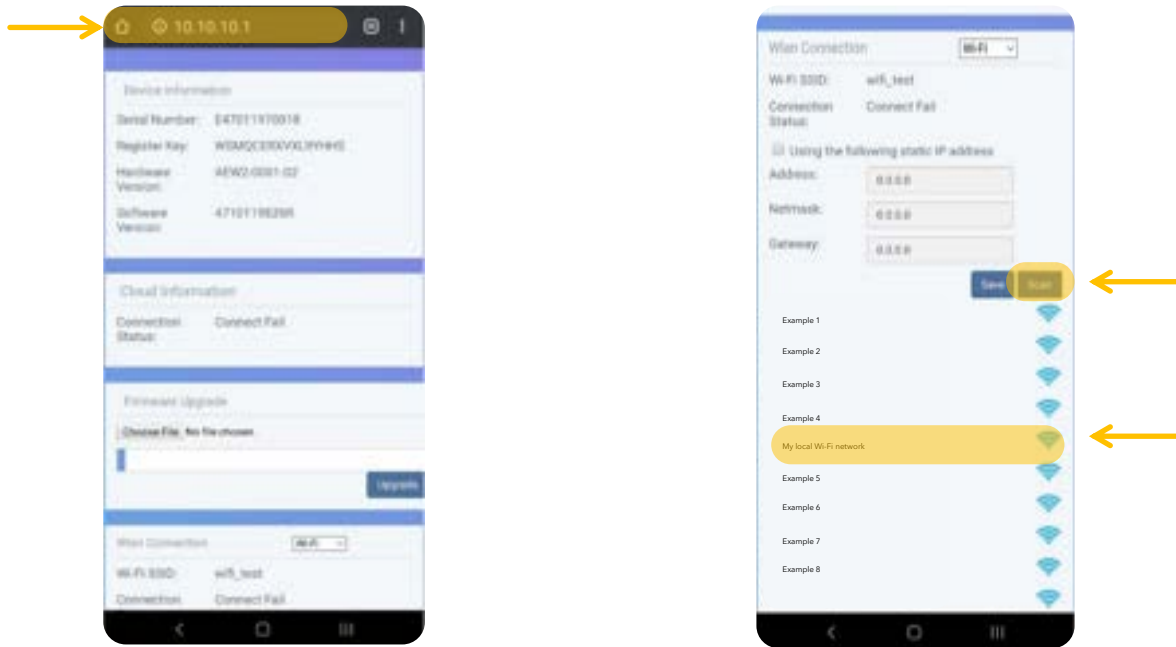 10.10.10.1
Device Information
Serial Number:
Register Key:
Hardware Version:
AEW2-0001-02
Software Version:
Cloud Information
Connection Status:
Connect Fail
Firmware Upgrade
Choose File No file chosen
Upgrade
Wlan Connection
Wi-Fi
Wi-Fi SSID:
wifi_test
Connection
Connect Fail
Wlan Connection
Wi-Fi
Wi-Fi SSID:
wifi_test
Connection Status:
Connect Fail
Using the following static IP address
Address:
0.0.0.0
Netmask:
0.0.0.0
Gateway:
0.0.0.0
Save
Scan
Example 1
Example 2
Example 3
Example 4
My local Wi-Fi network
Example 5
Example 6
Example 7
Example 8